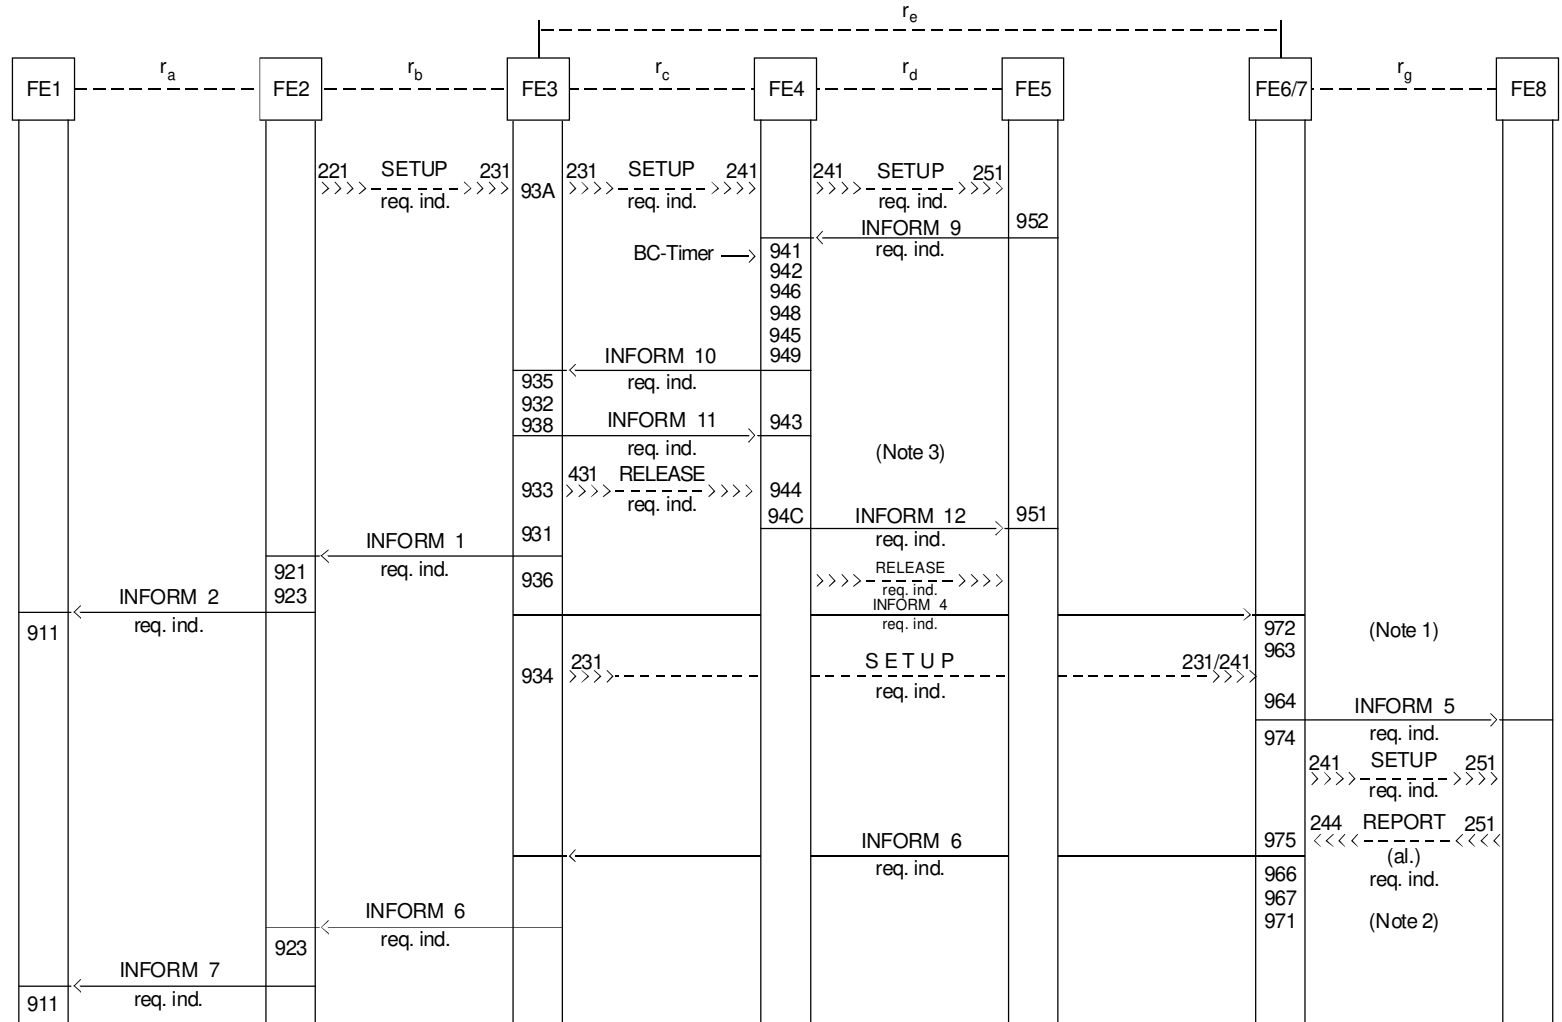 r_e
r_a r_b r_c r_d r_g
FE1 FE2 FE3 FE4 FE5 FE6/7 FE8
221 SETUP 231 231 SETUP 241 241 SETUP 251
93A
req. ind. req. ind. req. ind.
952
INFORM 9
req. ind.
BC-Timer 941
942
946
948
945
INFORM 10 949
935 req. ind.
932
938 INFORM 11 943
req. ind.
(Note 3)
431 RELEASE
933 944
req. ind.
94C INFORM 12 951
931 req. ind.
INFORM 1
req. ind.
921 936 RELEASE
req. ind.
INFORM 2 923 INFORM 4
911 req. ind. req. ind. 972 (Note 1)
963
934 231 SETUP 231/241
req. ind.
964 INFORM 5
974 req. ind.
241 SETUP 251
req. ind.
INFORM 6 975 244 REPORT 251
(al.)
req. ind. 966 req. ind.
967
INFORM 6 971 (Note 2)
923 req. ind.
INFORM 7
911 req. ind.